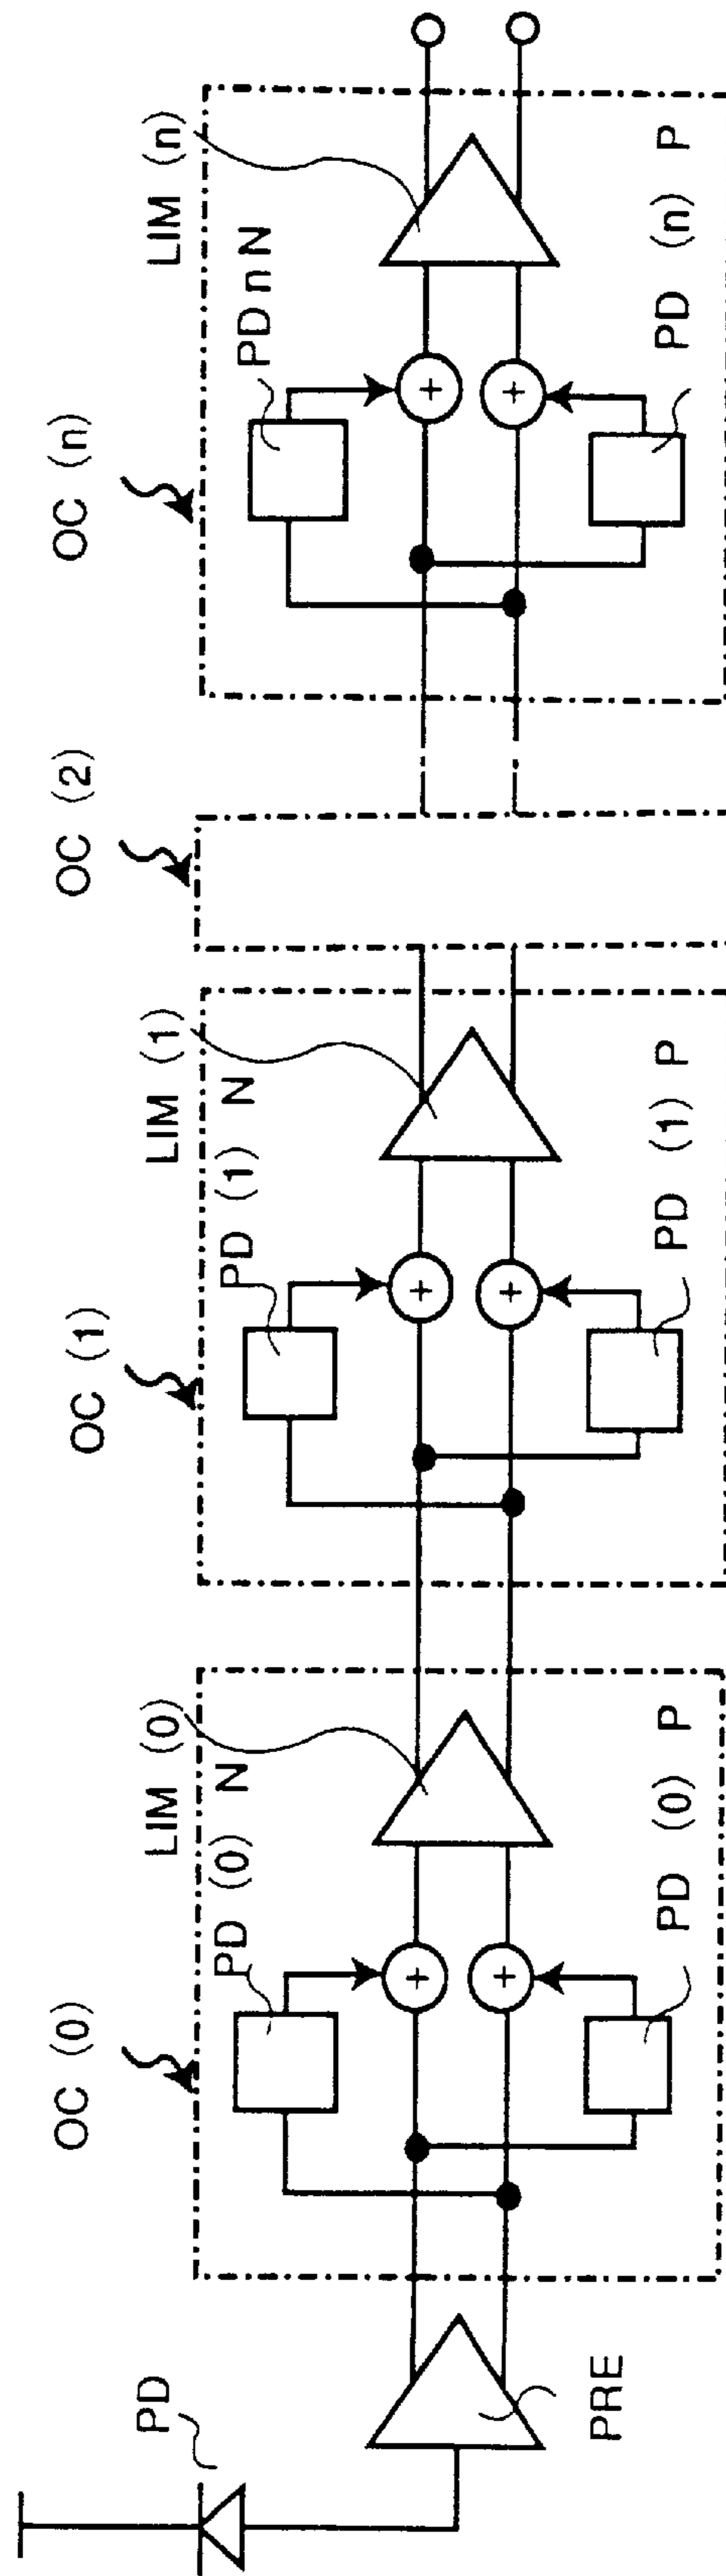 PD
PRE
OC (0)
PD (0) N
LIM (0)
PD (0) P
OC (1)
PD (1) N
LIM (1)
PD (1) P
OC (2)
OC (n)
PD n N
LIM (n)
PD (n) P
+
+
+
+
+
+